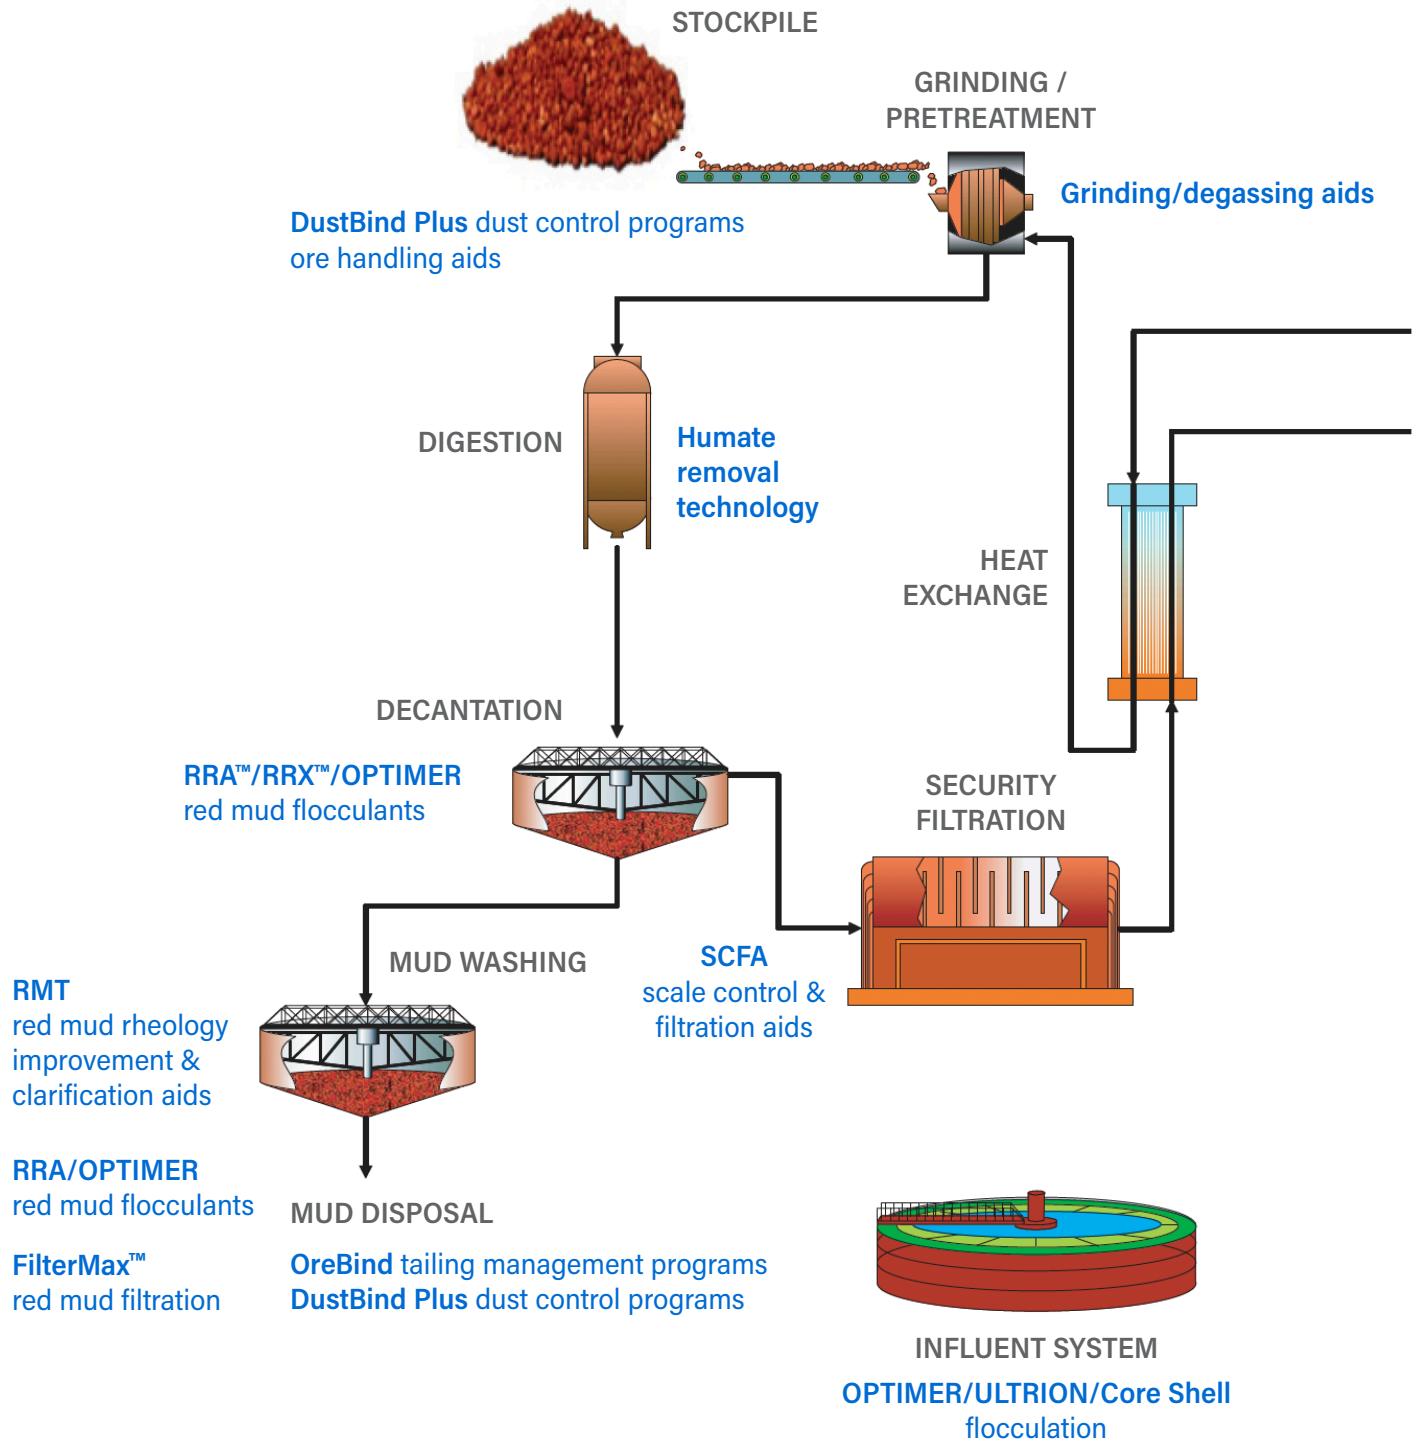 STOCKPILE
GRINDING /
PRETREATMENT
Grinding/degassing aids
DustBind Plus dust control programs
ore handling aids
DIGESTION
Humate
removal
technology
HEAT
EXCHANGE
DECANTATION
RRA™/RRX™/OPTIMER
red mud flocculants
SECURITY
FILTRATION
MUD WASHING
SCFA
scale control &
filtration aids
RMT
red mud rheology
improvement &
clarification aids
RRA/OPTIMER
red mud flocculants
FilterMax™
red mud filtration
MUD DISPOSAL
OreBind tailing management programs
DustBind Plus dust control programs
INFLUENT SYSTEM
OPTIMER/ULTRION/Core Shell
flocculation